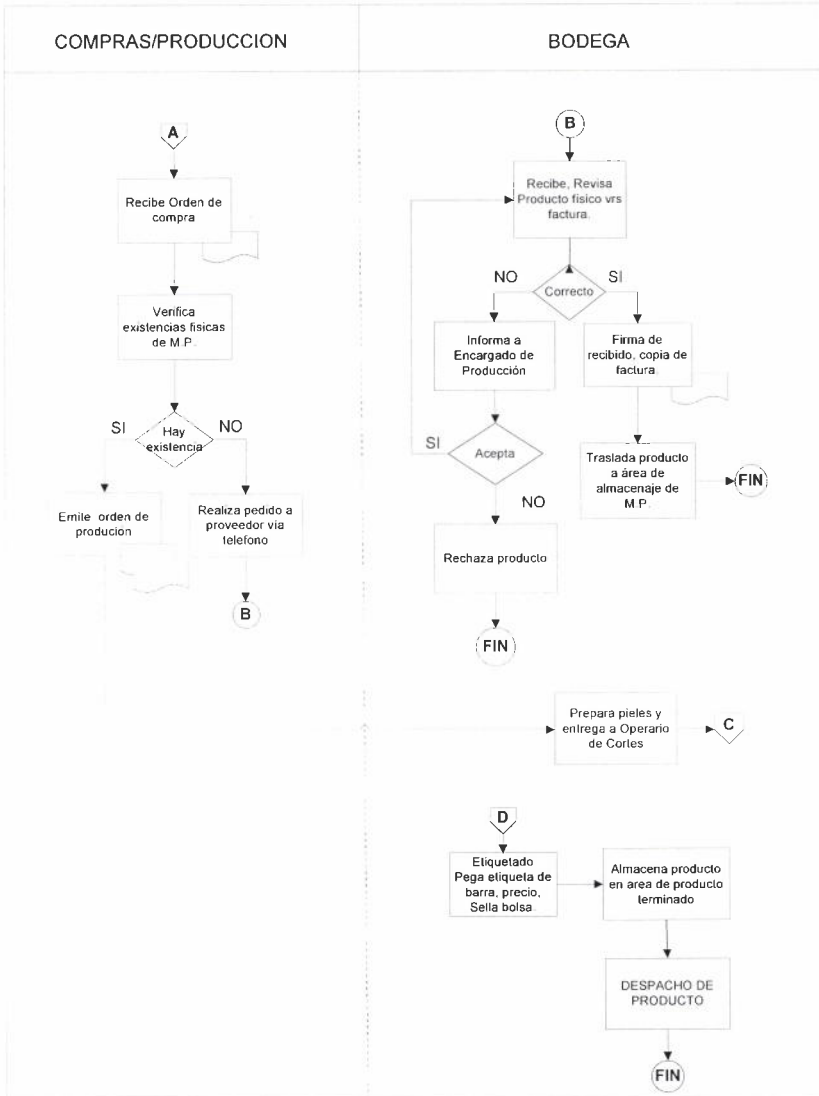 COMPRAS/PRODUCCION
BODEGA
A
Recibe Orden de
compra
Verifica
existencias fisicas
de M.P.
Hay
existencia
SI
NO
Emite orden de
produción
Realiza pedido a
proveedor via
telefono
B
B
Recibe, Revisa
Producto fisico vrs
factura.
Correcto
NO
SI
Informa a
Encargado de
Producción
Firma de
recibido, copia de
factura.
Acepta
SI
NO
Traslada producto
a área de
almacenaje de
M.P.
FIN
Rechaza producto
FIN
Prepara pieles y
entrega a Operario
de Cortes
C
D
Etiquetado
Pega etiqueta de
barra, precio,
Sella bolsa.
Almacena producto
en area de producto
terminado
DESPACHO DE
PRODUCTO
FIN